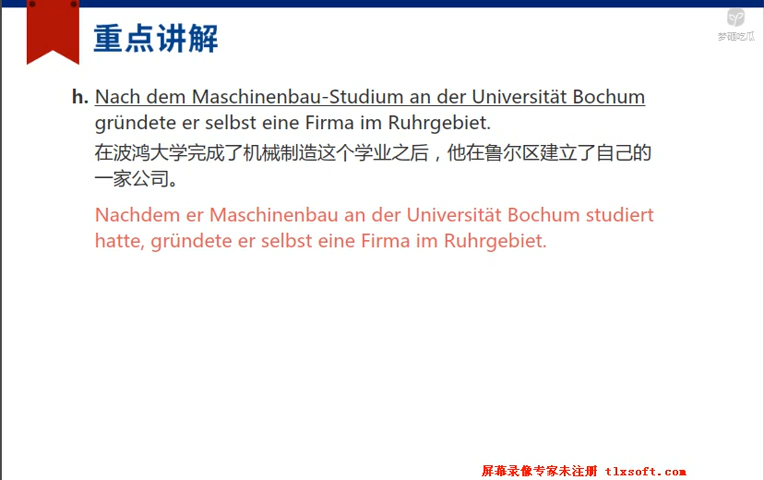 重点讲解
梦砸吃瓜
h. Nach dem Maschinenbau-Studium an der Universität Bochum
gründete er selbst eine Firma im Ruhrgebiet.
在波鸿大学完成了机械制造这个学业之后，他在鲁尔区建立了自己的
一家公司。
Nachdem er Maschinenbau an der Universität Bochum studiert
hatte, gründete er selbst eine Firma im Ruhrgebiet.
屏幕录像专家未注册 tlxsoft.com